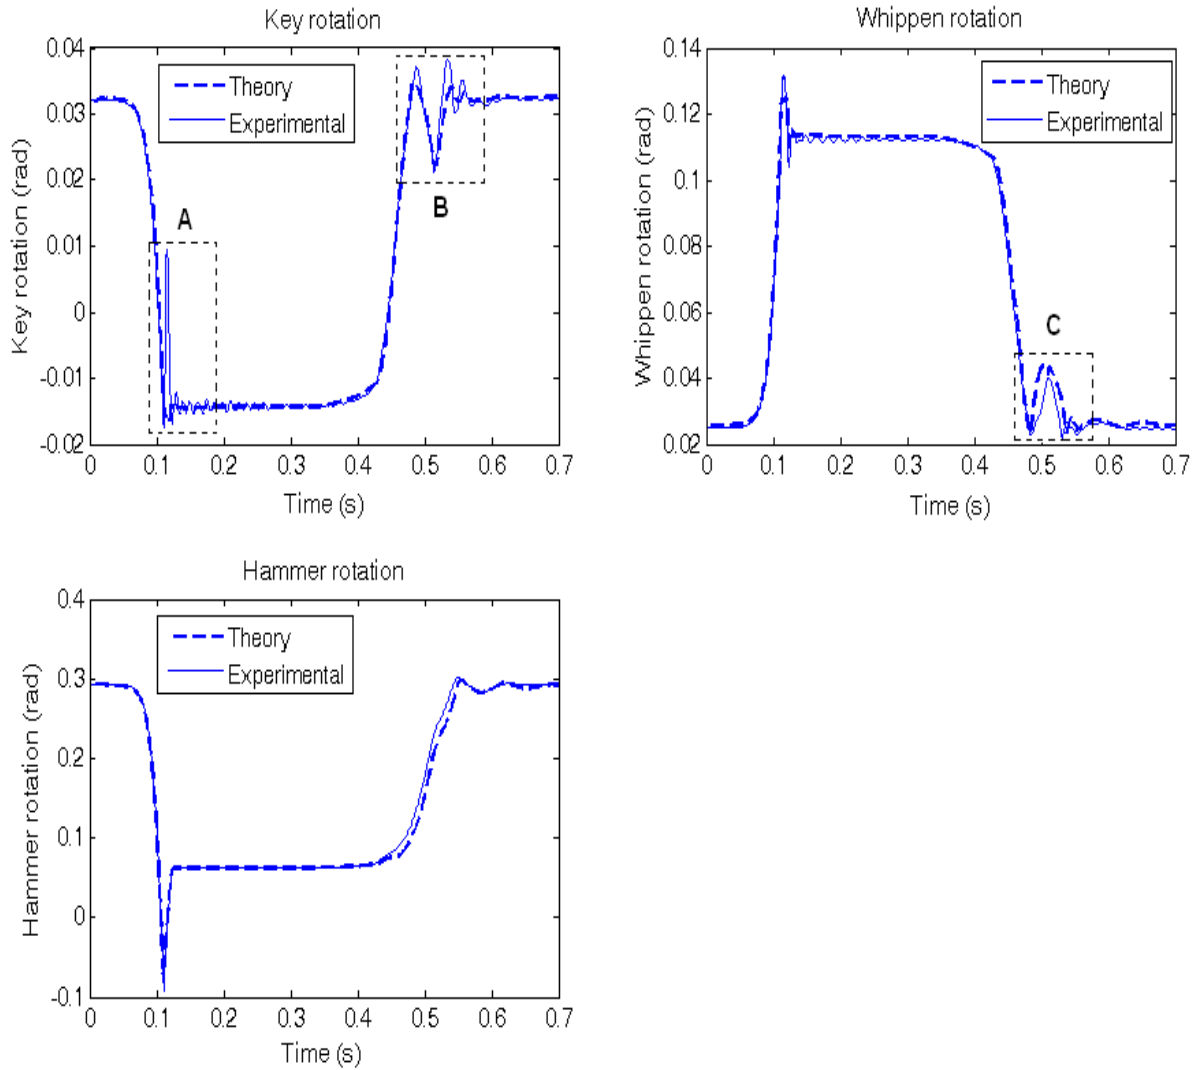 Key rotation
0.04
0.03
0.02
0.01
0
-0.01
-0.02
Key rotation (rad)
Theory
Experimental
A
B
0 0.1 0.2 0.3 0.4 0.5 0.6 0.7
Time (s)
Whippen rotation
0.14
0.12
0.1
0.08
0.06
0.04
0.02
Whippen rotation (rad)
Theory
Experimental
C
0 0.1 0.2 0.3 0.4 0.5 0.6 0.7
Time (s)
Hammer rotation
0.4
0.3
0.2
0.1
0
-0.1
Hammer rotation (rad)
Theory
Experimental
0 0.1 0.2 0.3 0.4 0.5 0.6 0.7
Time (s)